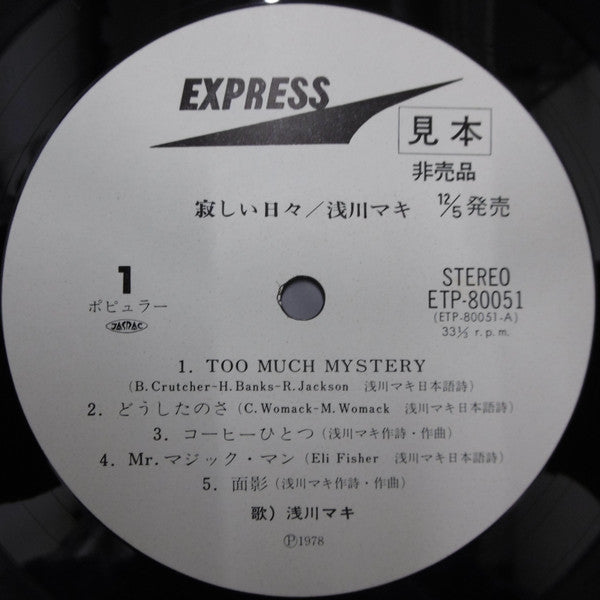 EXPRESS
見本
非売品
寂しい日々/浅川マキ 12/5発売
1
ポピュラー
JASRAC
STEREO
ETP-80051
(ETP-80051-A)
33⅓ r.p.m.
1. TOO MUCH MYSTERY
(B.Crutcher-H.Banks-R.Jackson 浅川マキ日本語詩)
2. どうしたのさ (C.Womack-M.Womack 浅川マキ日本語詩)
3. コーヒーひとつ (浅川マキ作詩・作曲)
4. Mr.マジック・マン (Eli Fisher 浅川マキ日本語詩)
5. 面影 (浅川マキ作詩・作曲)
歌)浅川マキ
Ⓟ1978